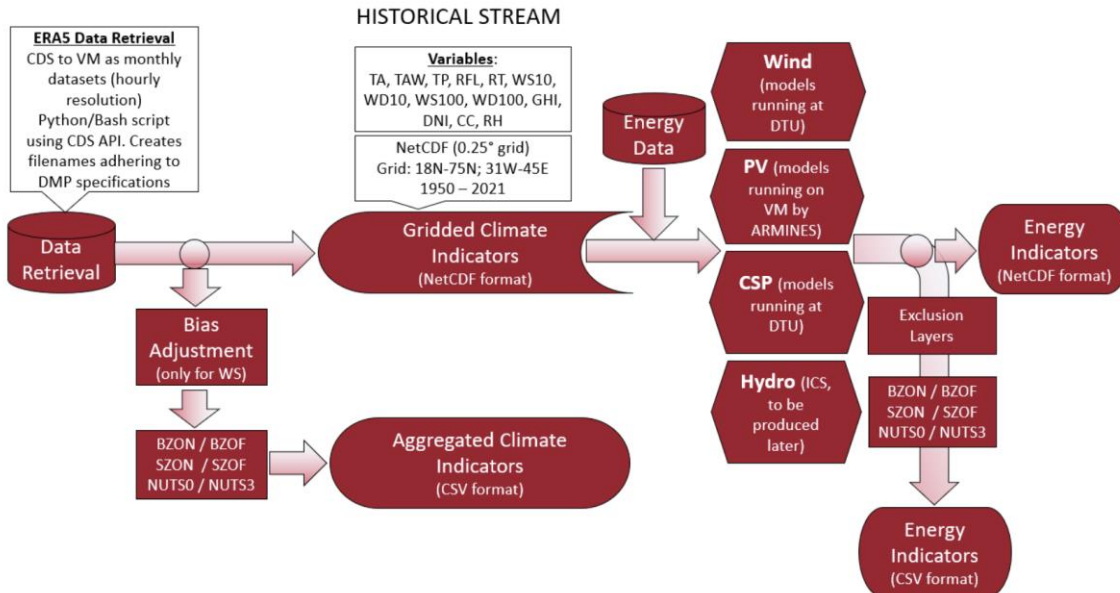 HISTORICAL STREAM
ERA5 Data Retrieval
CDS to VM as monthly
datasets (hourly
resolution)
Python/Bash script
using CDS API. Creates
filenames adhering to
DMP specifications
Variables:
TA, TAW, TP, RFL, RT, WS10,
WD10, WS100, WD100, GHI,
DNI, CC, RH
NetCDF (0.25° grid)
Grid: 18N-75N; 31W-45E
1950 – 2021
Data
Retrieval
Gridded Climate
Indicators
(NetCDF format)
Energy
Data
Wind
(models
running at
DTU)
PV (models
running on
VM by
ARMINES)
CSP (models
running at
DTU)
Hydro (ICS,
to be
produced
later)
Energy
Indicators
(NetCDF format)
Bias
Adjustment
(only for WS)
BZON / BZOF
SZON / SZOF
NUTS0 / NUTS3
Aggregated Climate
Indicators
(CSV format)
Exclusion
Layers
BZON / BZOF
SZON / SZOF
NUTS0 / NUTS3
Energy
Indicators
(CSV format)